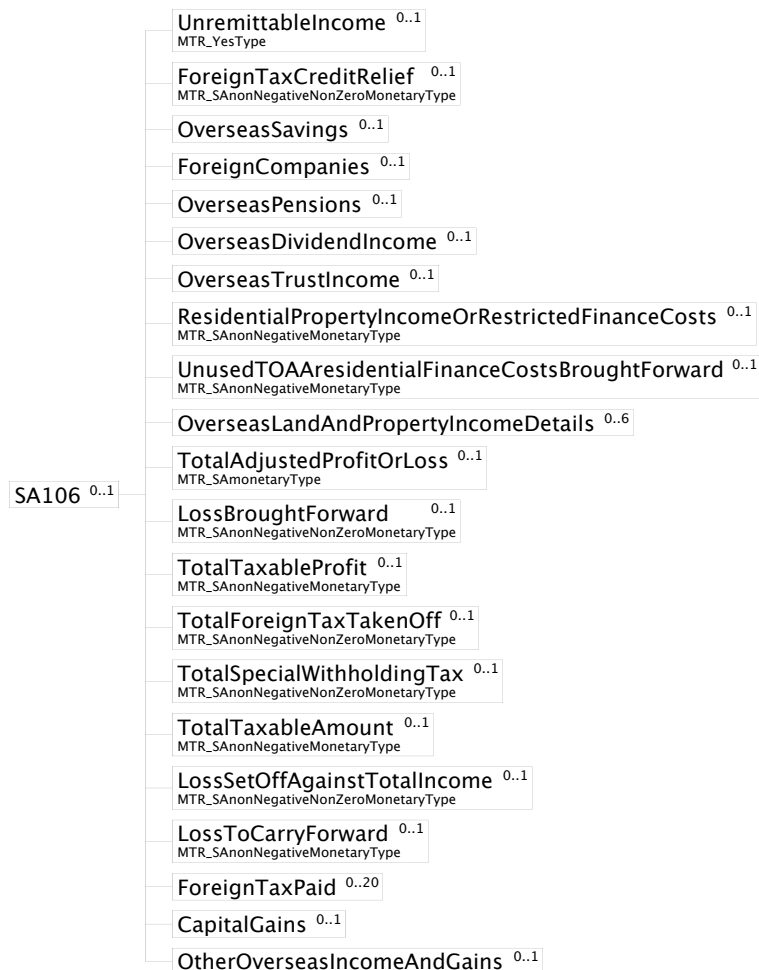 UnremittableIncome 0..1
MTR_YesType
ForeignTaxCreditRelief 0..1
MTR_SAnonNegativeNonZeroMonetaryType
OverseasSavings 0..1
ForeignCompanies 0..1
OverseasPensions 0..1
OverseasDividendIncome 0..1
OverseasTrustIncome 0..1
ResidentialPropertyIncomeOrRestrictedFinanceCosts 0..1
MTR_SAnonNegativeMonetaryType
UnusedTOAAresidentialFinanceCostsBroughtForward 0..1
MTR_SAnonNegativeMonetaryType
OverseasLandAndPropertyIncomeDetails 0..6
TotalAdjustedProfitOrLoss 0..1
MTR_SAmonetaryType
SA106 0..1
LossBroughtForward 0..1
MTR_SAnonNegativeNonZeroMonetaryType
TotalTaxableProfit 0..1
MTR_SAnonNegativeMonetaryType
TotalForeignTaxTakenOff 0..1
MTR_SAnonNegativeNonZeroMonetaryType
TotalSpecialWithholdingTax 0..1
MTR_SAnonNegativeNonZeroMonetaryType
TotalTaxableAmount 0..1
MTR_SAnonNegativeMonetaryType
LossSetOffAgainstTotalIncome 0..1
MTR_SAnonNegativeNonZeroMonetaryType
LossToCarryForward 0..1
MTR_SAnonNegativeMonetaryType
ForeignTaxPaid 0..20
CapitalGains 0..1
OtherOverseasIncomeAndGains 0..1